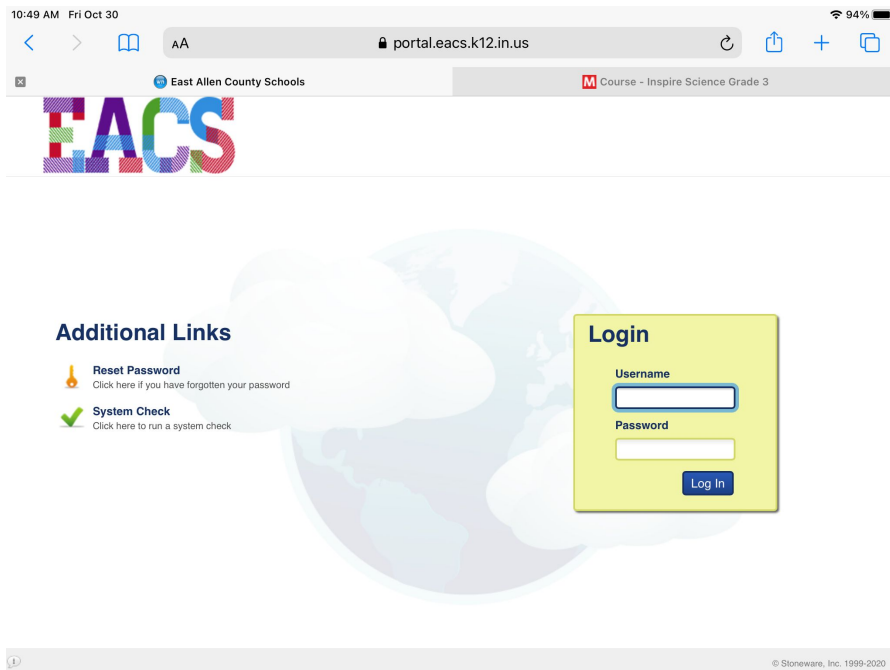 10:49 AM Fri Oct 30
94%
AA
portal.eacs.k12.in.us
East Allen County Schools
M Course - Inspire Science Grade 3
EACS
Additional Links
Reset Password
Click here if you have forgotten your password
System Check
Click here to run a system check
Login
Username
Password
Log In
© Stoneware, Inc. 1999-2020